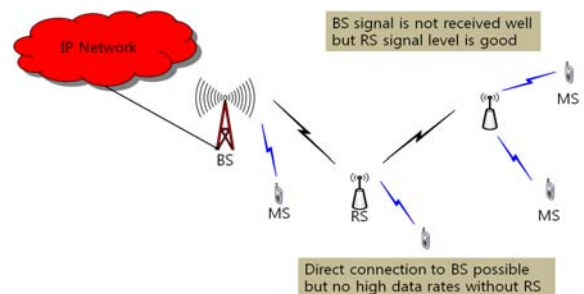 BS signal is not received well
but RS signal level is good
IP Network
MS
BS
MS
RS
MS
Direct connection to BS possible
but no high data rates without RS